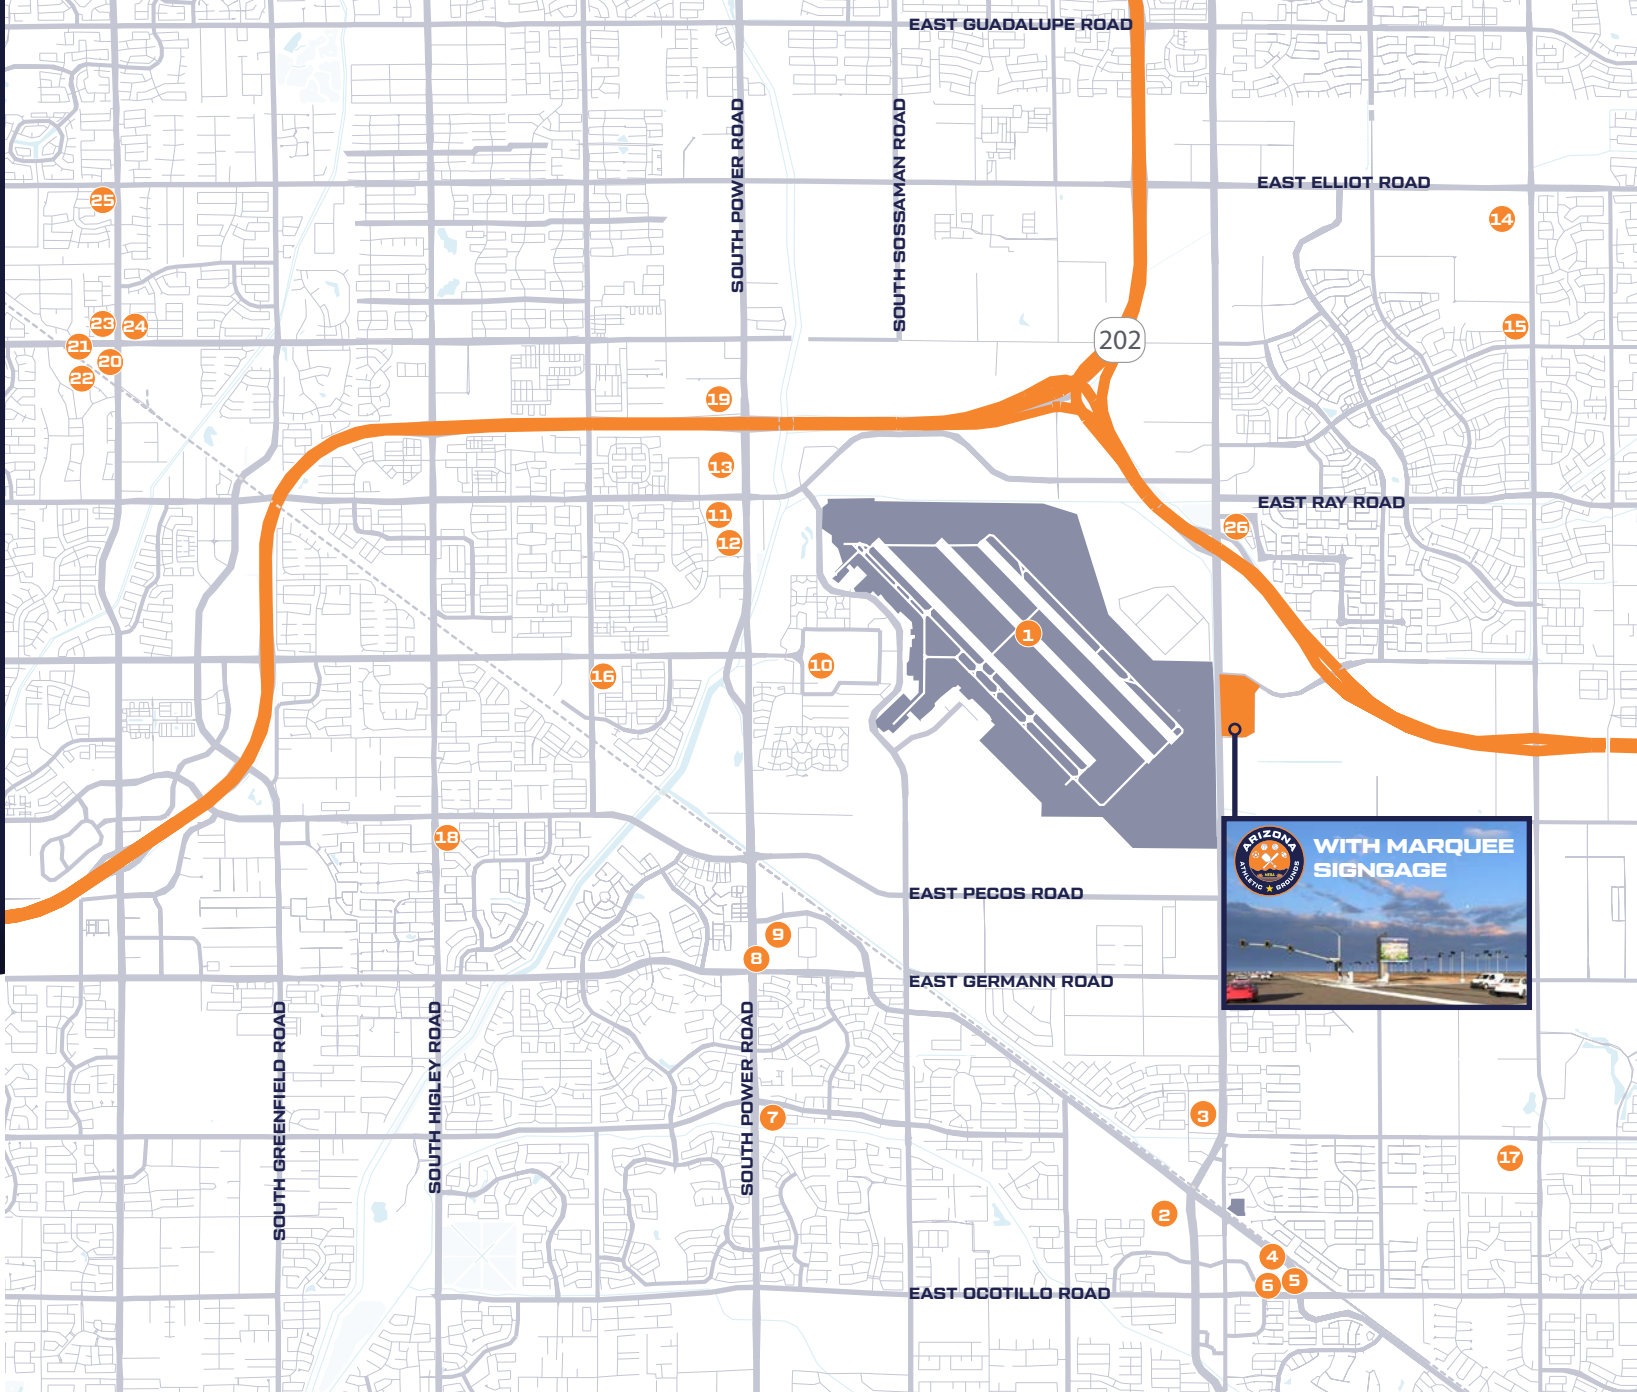 EAST GUADALUPE ROAD
SOUTH POWER ROAD
SOUTH SOSSAMAN ROAD
EAST ELLIOT ROAD
25
14
23
24
15
21
20
22
202
19
13
EAST RAY ROAD
11
26
12
1
10
16
18
WITH MARQUEE
SIGNGAGE
ARIZONA
ATHLETIC GROUNDS
EAST PECOS ROAD
9
8
EAST GERMANN ROAD
SOUTH GREENFIELD ROAD
SOUTH HIGLEY ROAD
SOUTH POWER ROAD
7
3
17
2
4
5
6
EAST OCOTILLO ROAD